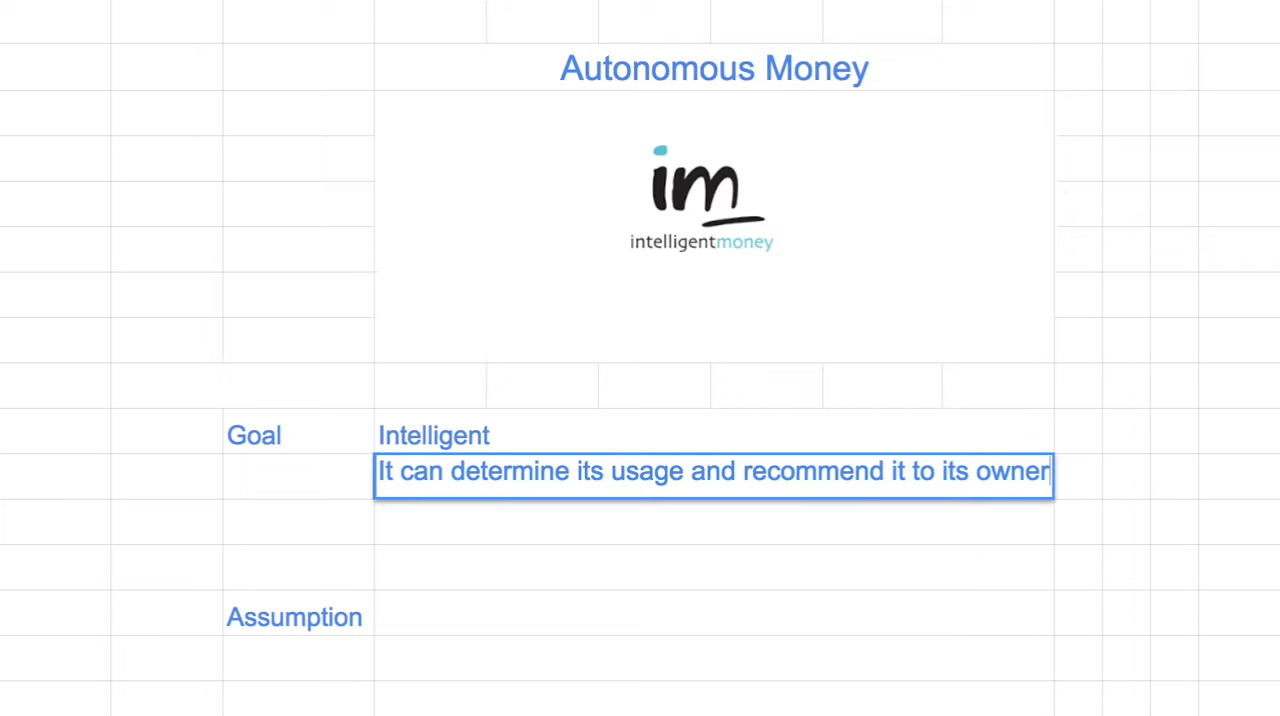 Autonomous Money
im
intelligentmoney
Goal
Intelligent
It can determine its usage and recommend it to its owner
Assumption